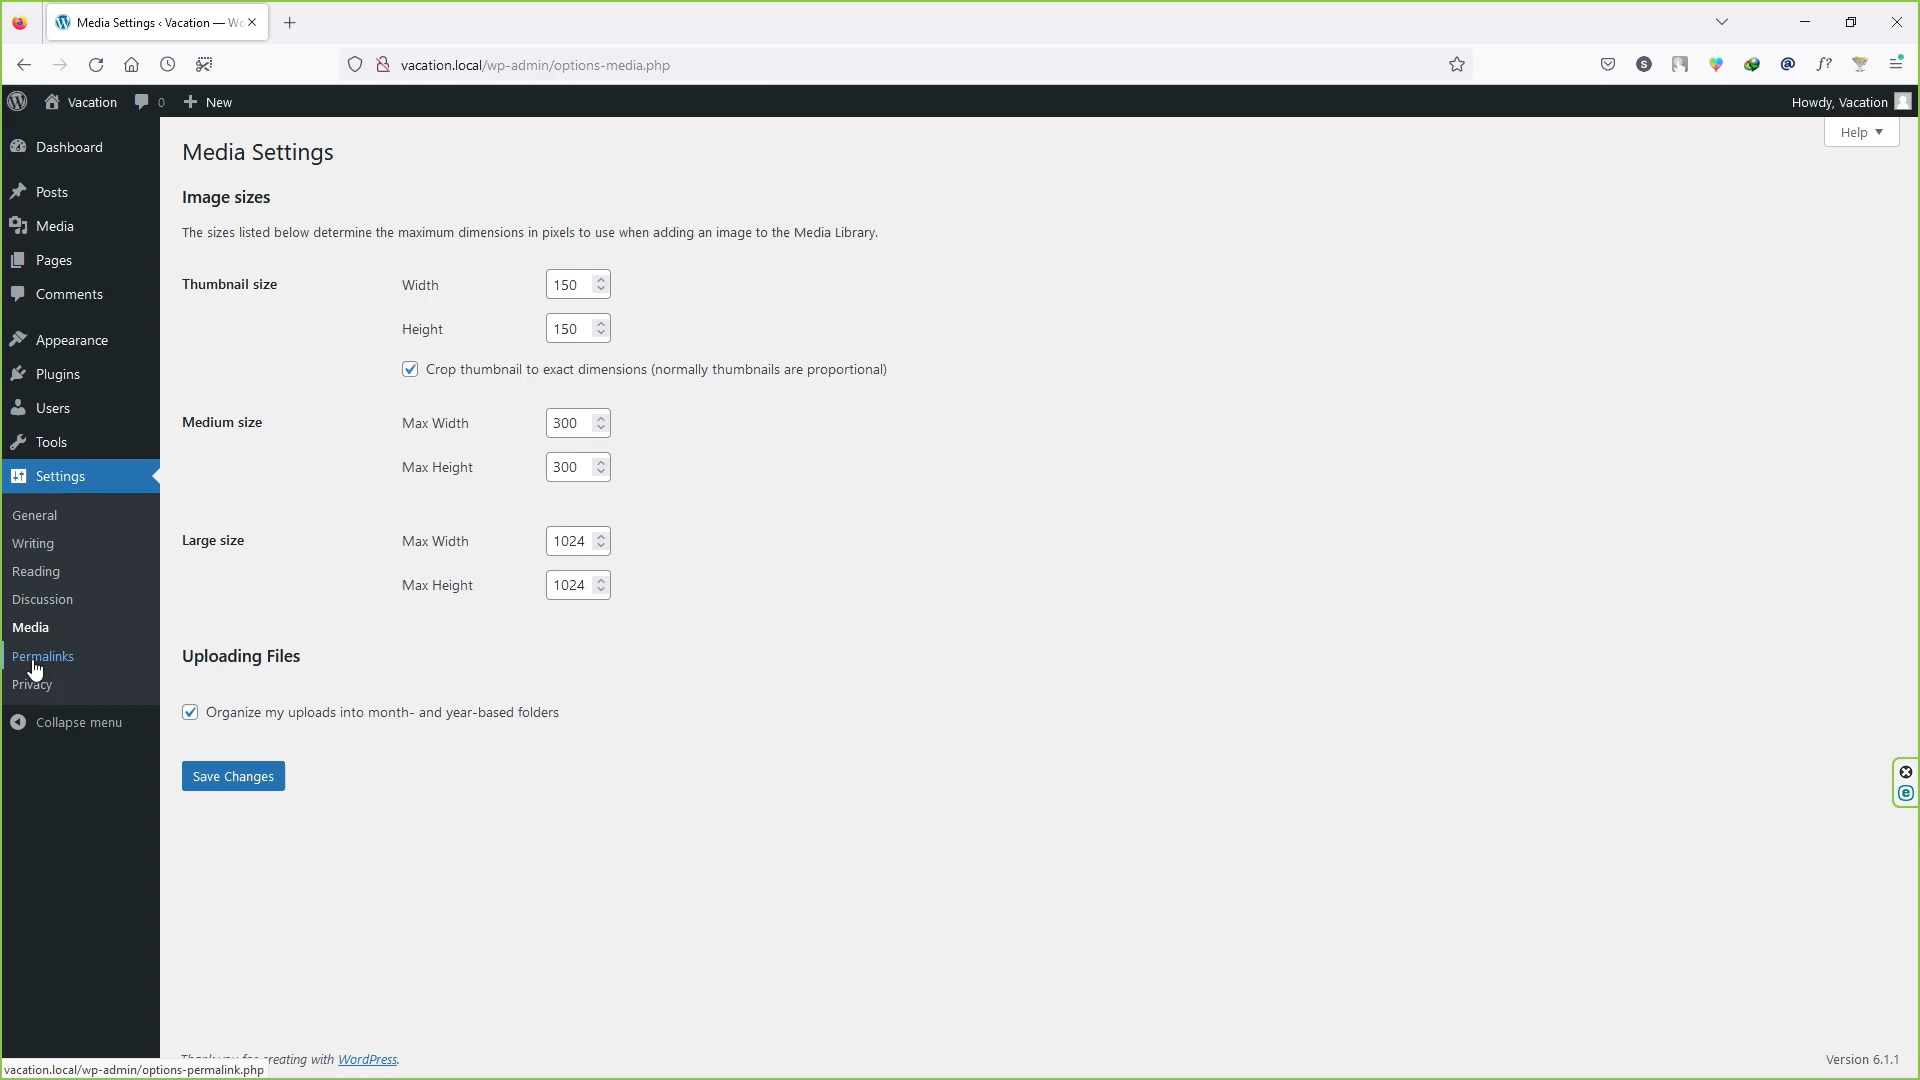 Media Settings ‹ Vacation — Wo
vacation.local/wp-admin/options-media.php
Vacation
0
New
Howdy, Vacation
Help
Dashboard
Posts
Media
Pages
Comments
Appearance
Plugins
Users
Tools
Settings
General
Writing
Reading
Discussion
Media
Permalinks
Privacy
Collapse menu
Media Settings
Image sizes
The sizes listed below determine the maximum dimensions in pixels to use when adding an image to the Media Library.
Thumbnail size
Width 150
Height 150
Crop thumbnail to exact dimensions (normally thumbnails are proportional)
Medium size
Max Width 300
Max Height 300
Large size
Max Width 1024
Max Height 1024
Uploading Files
Organize my uploads into month- and year-based folders
Save Changes
Thank you for creating with WordPress.
Version 6.1.1
vacation.local/wp-admin/options-permalink.php